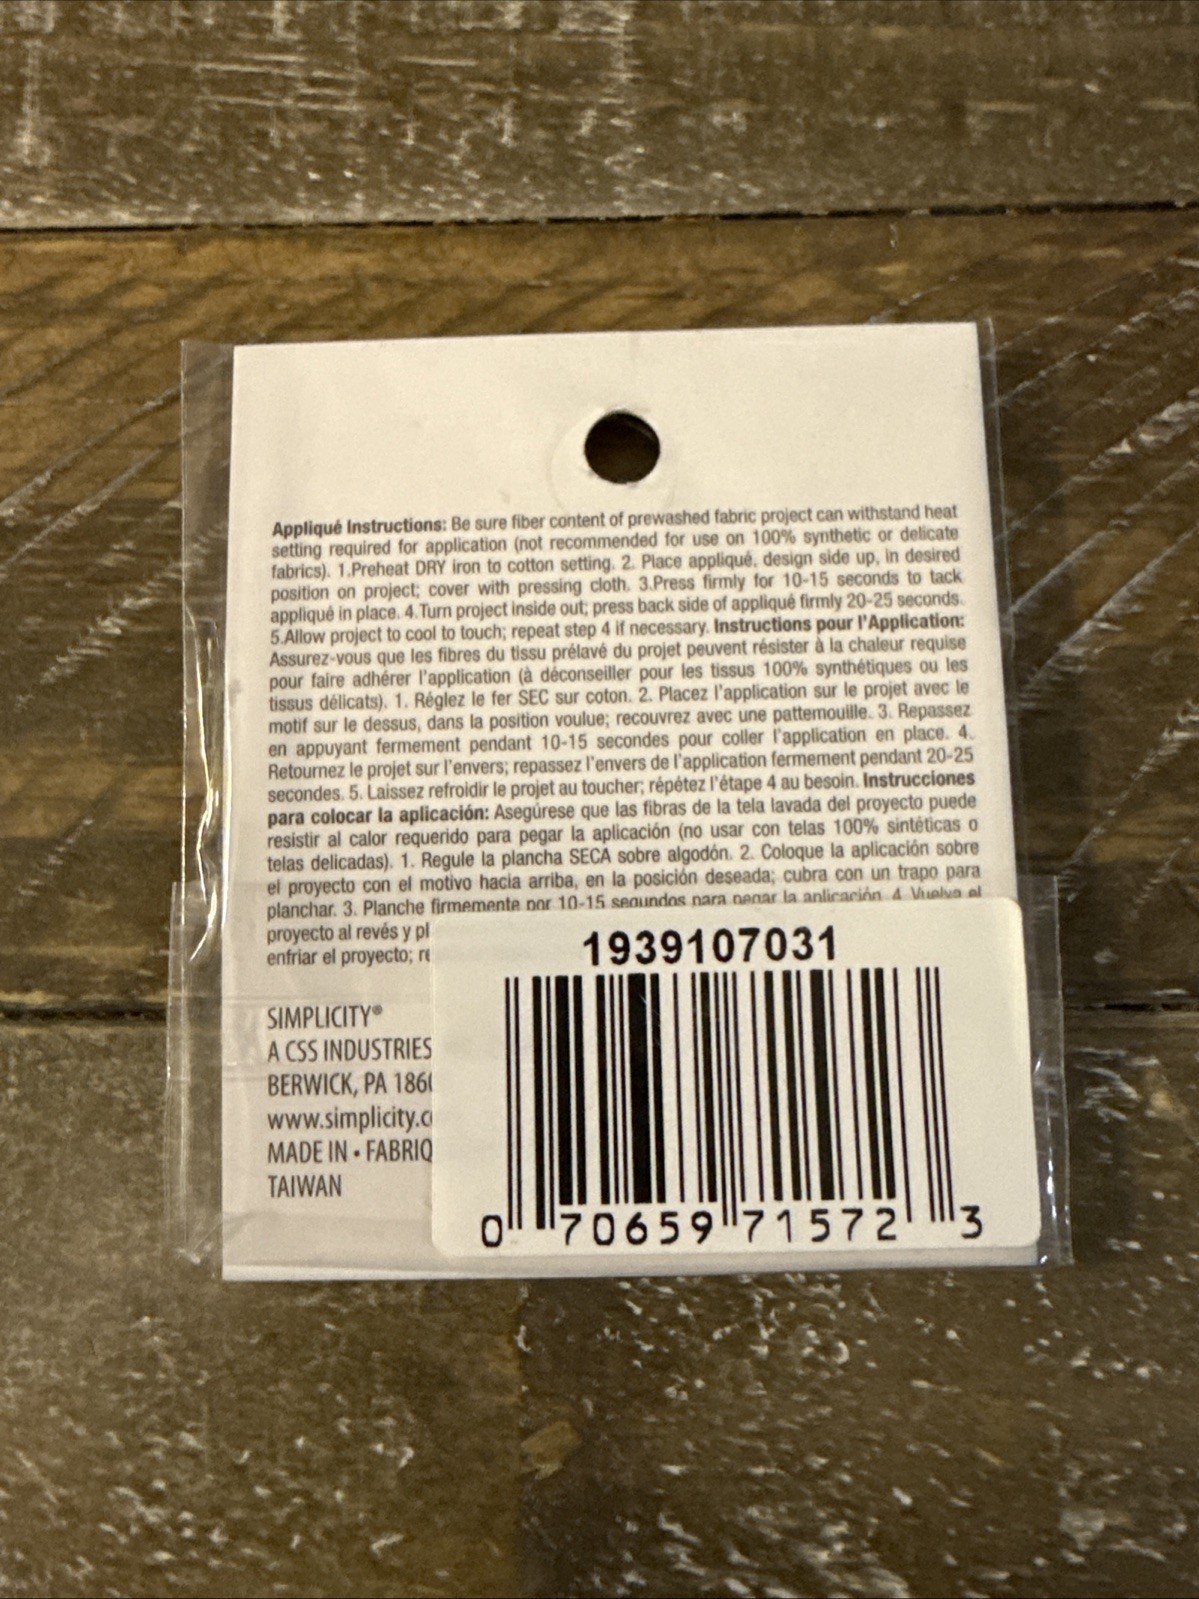 Appliqué Instructions: Be sure fiber content of prewashed fabric project can withstand heat
setting required for application (not recommended for use on 100% synthetic or delicate
fabrics). 1.Preheat DRY iron to cotton setting. 2. Place appliqué, design side up, in desired
position on project; cover with pressing cloth. 3.Press firmly for 10-15 seconds to tack
appliqué in place. 4.Turn project inside out; press back side of appliqué firmly 20-25 seconds.
5.Allow project to cool to touch; repeat step 4 if necessary. Instructions pour l'Application:
Assurez-vous que les fibres du tissu prélavé du projet peuvent résister à la chaleur requise
pour faire adhérer l'application (à déconseiller pour les tissus 100% synthétiques ou les
tissus délicats). 1. Réglez le fer SEC sur coton. 2. Placez l'application sur le projet avec le
motif sur le dessus, dans la position voulue; recouvrez avec une pattemouille. 3. Repassez
en appuyant fermement pendant 10-15 secondes pour coller l'application en place. 4.
Retournez le projet sur l'envers; repassez l'envers de l'application fermement pendant 20-25
secondes. 5. Laissez refroidir le projet au toucher; répétez l'étape 4 au besoin. Instrucciones
para colocar la aplicación: Asegúrese que las fibras de la tela lavada del proyecto puede
resistir al calor requerido para pegar la aplicación (no usar con telas 100% sintéticas o
telas delicadas). 1. Regule la plancha SECA sobre algodón. 2. Coloque la aplicación sobre
el proyecto con el motivo hacia arriba, en la posición deseada; cubra con un trapo para
planchar. 3. Planche firmemente por 10-15 segundos para pegar la aplicación. 4. Vuelva el
proyecto al revés y pl
enfriar el proyecto; re
SIMPLICITY®
A CSS INDUSTRIES
BERWICK, PA 186
www.simplicity.c
MADE IN • FABRIQ
TAIWAN
1939107031
0 70659 71572 3